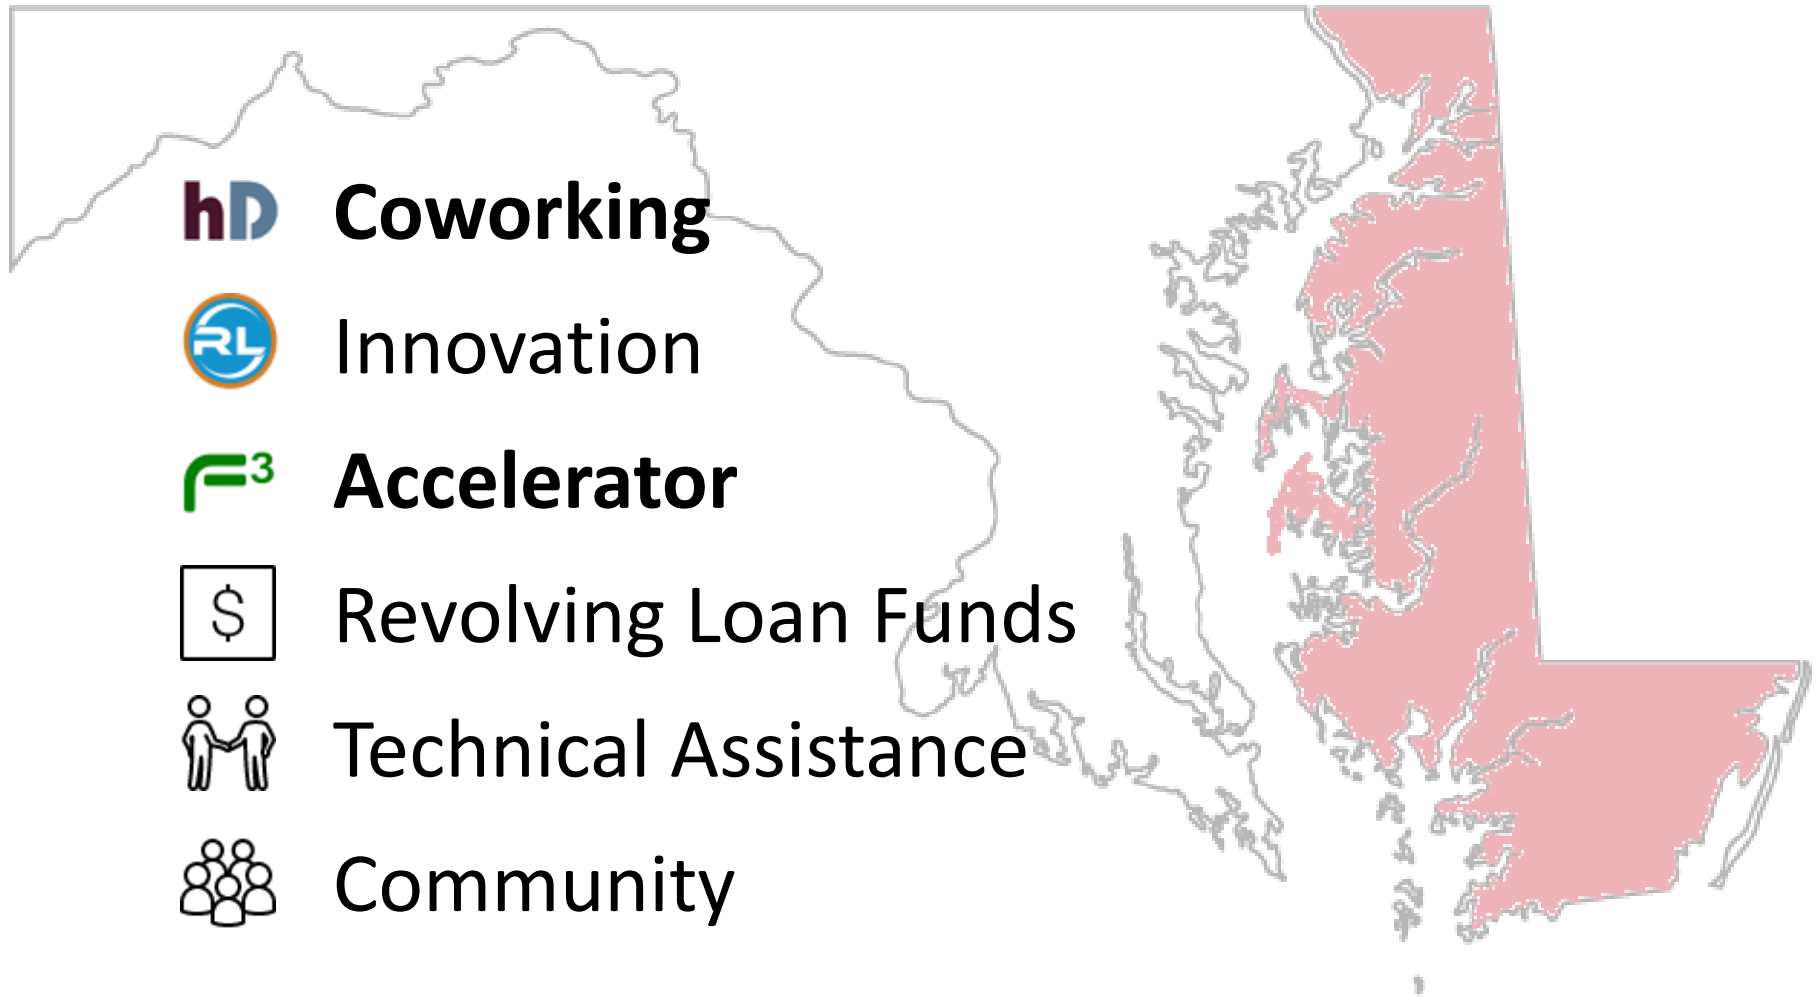 hD Coworking
RL Innovation
F3 Accelerator
$ Revolving Loan Funds
Technical Assistance
Community